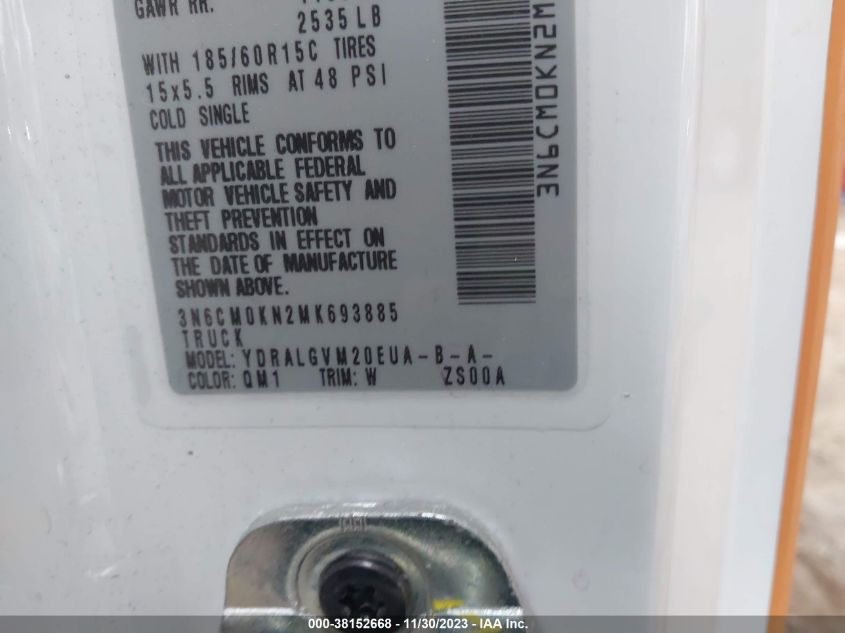 GAWR RR.
2535 LB
WITH 185/60R15C TIRES
15x5.5 RIMS AT 48 PSI
COLD SINGLE
THIS VEHICLE CONFORMS TO
ALL APPLICABLE FEDERAL
MOTOR VEHICLE SAFETY AND
THEFT PREVENTION
STANDARDS IN EFFECT ON
THE DATE OF MANUFACTURE
SHOWN ABOVE.
3N6CM0KN2MK693885
TRUCK
MODEL: YDRALGVM20EUA-B-A-
COLOR: QM1 TRIM: W ZS00A
3N6CM0KN2M
000-38152668 - 11/30/2023 - IAA Inc.